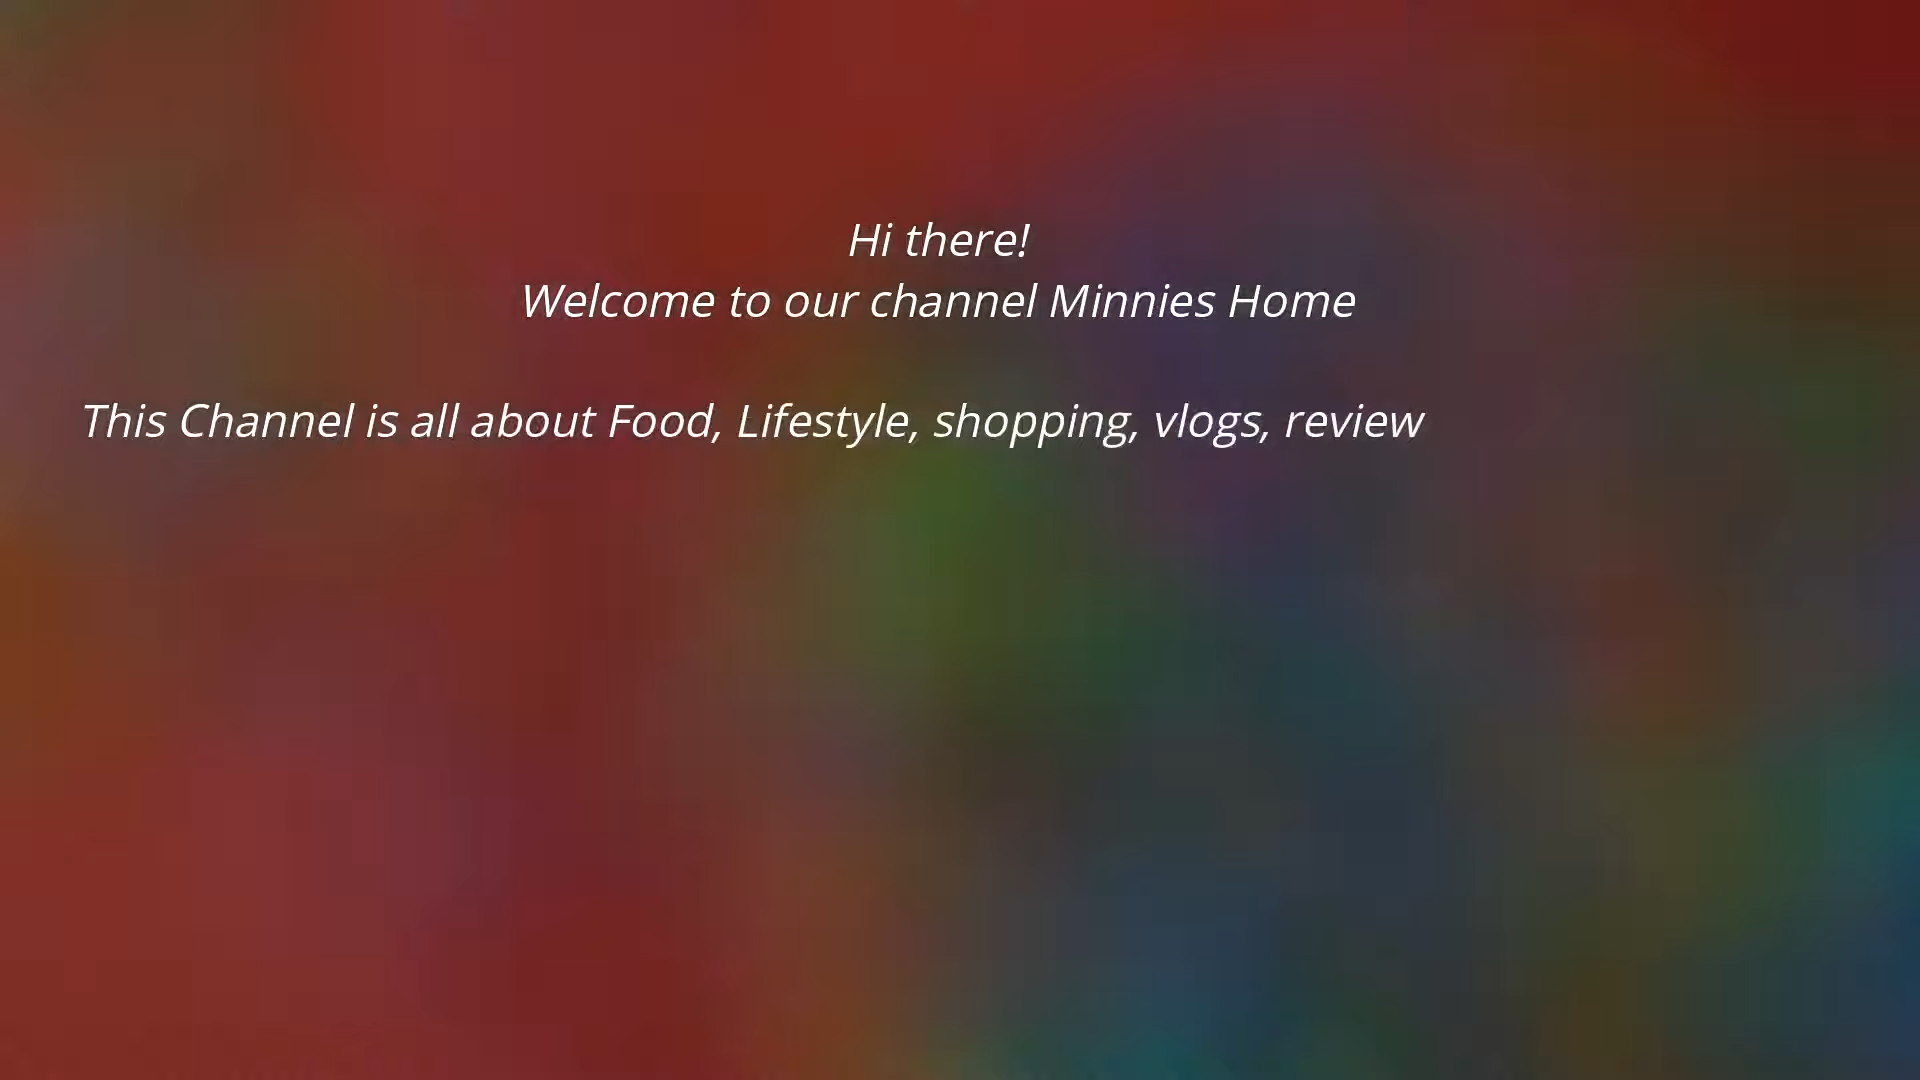 Hi there!
Welcome to our channel Minnies Home
This Channel is all about Food, Lifestyle, shopping, vlogs, review